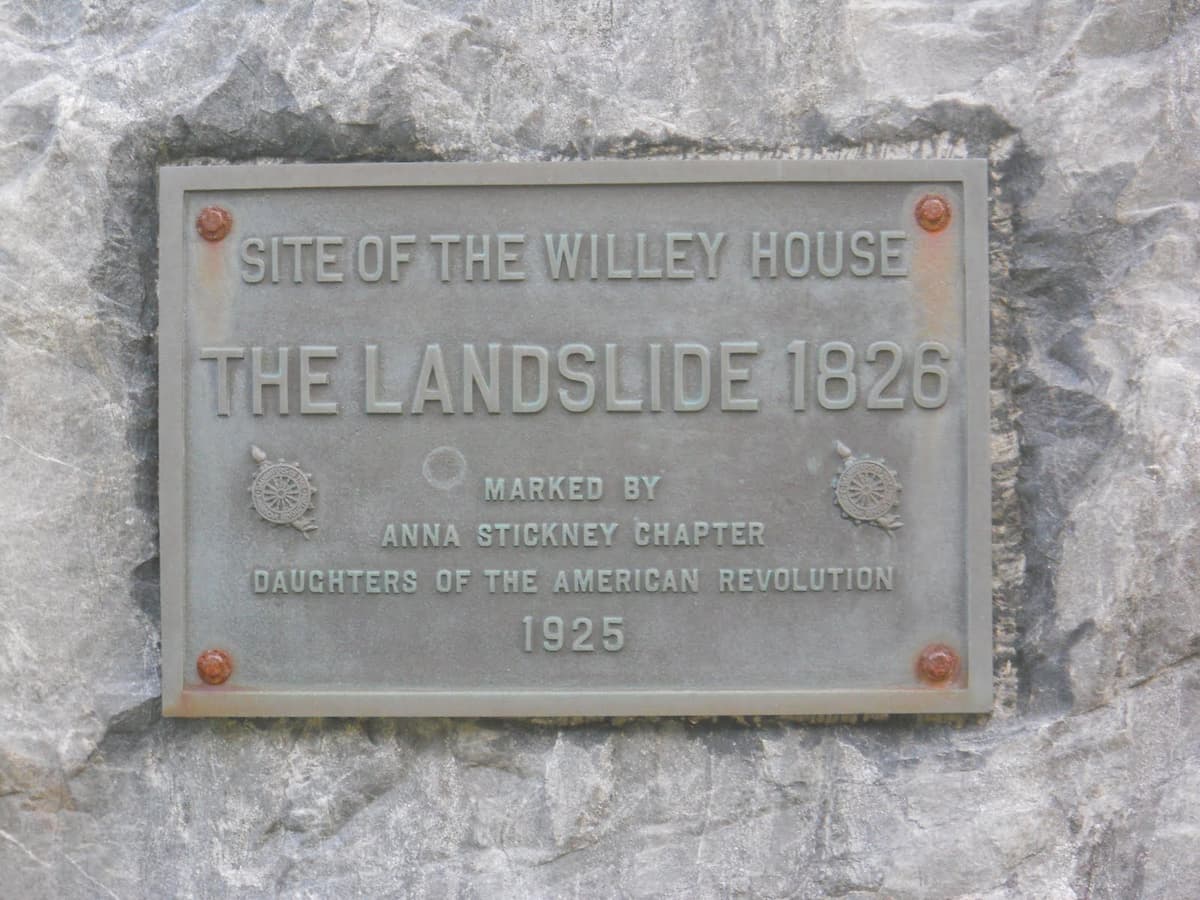 SITE OF THE WILLEY HOUSE
THE LANDSLIDE 1826
MARKED BY
ANNA STICKNEY CHAPTER
DAUGHTERS OF THE AMERICAN REVOLUTION
1925